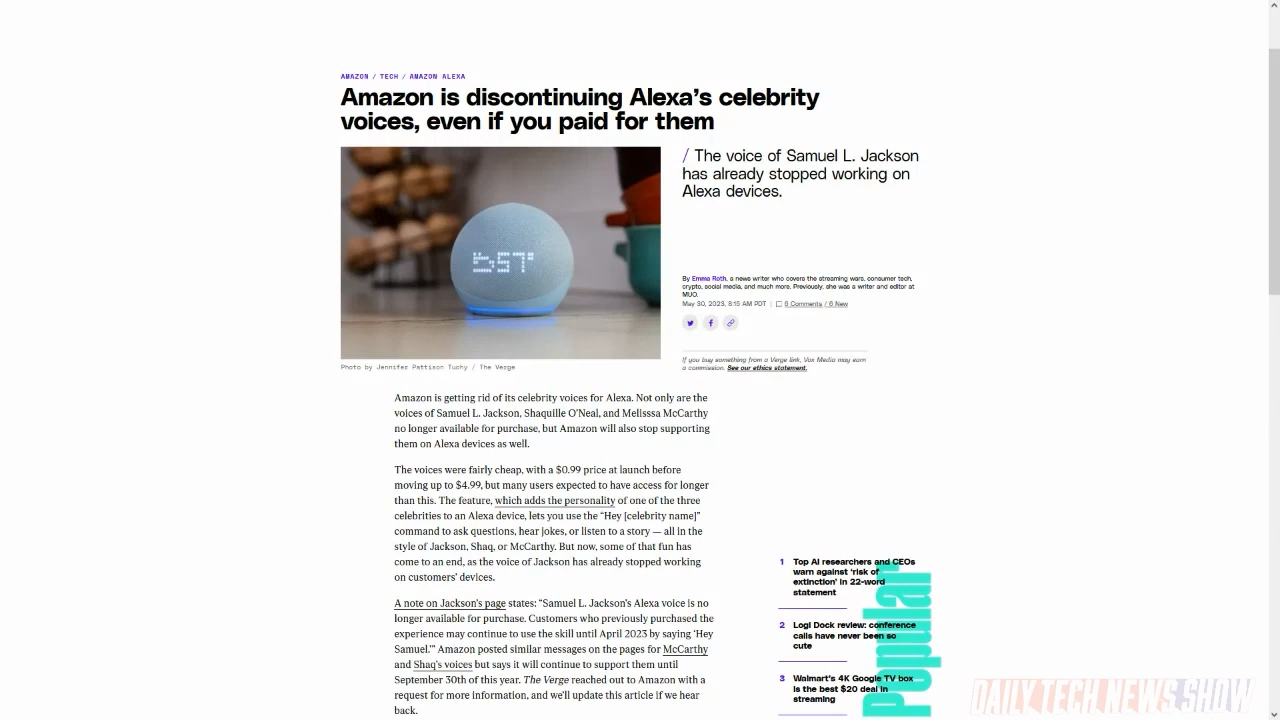 AMAZON / TECH / AMAZON ALEXA
Amazon is discontinuing Alexa's celebrity
voices, even if you paid for them
/ The voice of Samuel L. Jackson
has already stopped working on
Alexa devices.
By Emma Roth, a news writer who covers the streaming wars, consumer tech,
crypto, social media, and much more. Previously, she was a writer and editor at
MUO.
May 30, 2023, 8:15 AM PDT | 6 Comments / 6 New
If you buy something from a Verge link, Vox Media may earn
a commission. See our ethics statement.
Photo by Jennifer Pattison Tuohy / The Verge
Amazon is getting rid of its celebrity voices for Alexa. Not only are the
voices of Samuel L. Jackson, Shaquille O'Neal, and Melisssa McCarthy
no longer available for purchase, but Amazon will also stop supporting
them on Alexa devices as well.
The voices were fairly cheap, with a $0.99 price at launch before
moving up to $4.99, but many users expected to have access for longer
than this. The feature, which adds the personality of one of the three
celebrities to an Alexa device, lets you use the "Hey [celebrity name]"
command to ask questions, hear jokes, or listen to a story — all in the
style of Jackson, Shaq, or McCarthy. But now, some of that fun has
come to an end, as the voice of Jackson has already stopped working
on customers' devices.
A note on Jackson's page states: "Samuel L. Jackson's Alexa voice is no
longer available for purchase. Customers who previously purchased the
experience may continue to use the skill until April 2023 by saying 'Hey
Samuel.'" Amazon posted similar messages on the pages for McCarthy
and Shaq's voices but says it will continue to support them until
September 30th of this year. The Verge reached out to Amazon with a
request for more information, and we'll update this article if we hear
back.
Popular
1 Top AI researchers and CEOs
warn against 'risk of
extinction' in 22-word
statement
2 Logi Dock review: conference
calls have never been so
cute
3 Walmart's 4K Google TV box
is the best $20 deal in
streaming
DAILY TECH NEWS SHOW